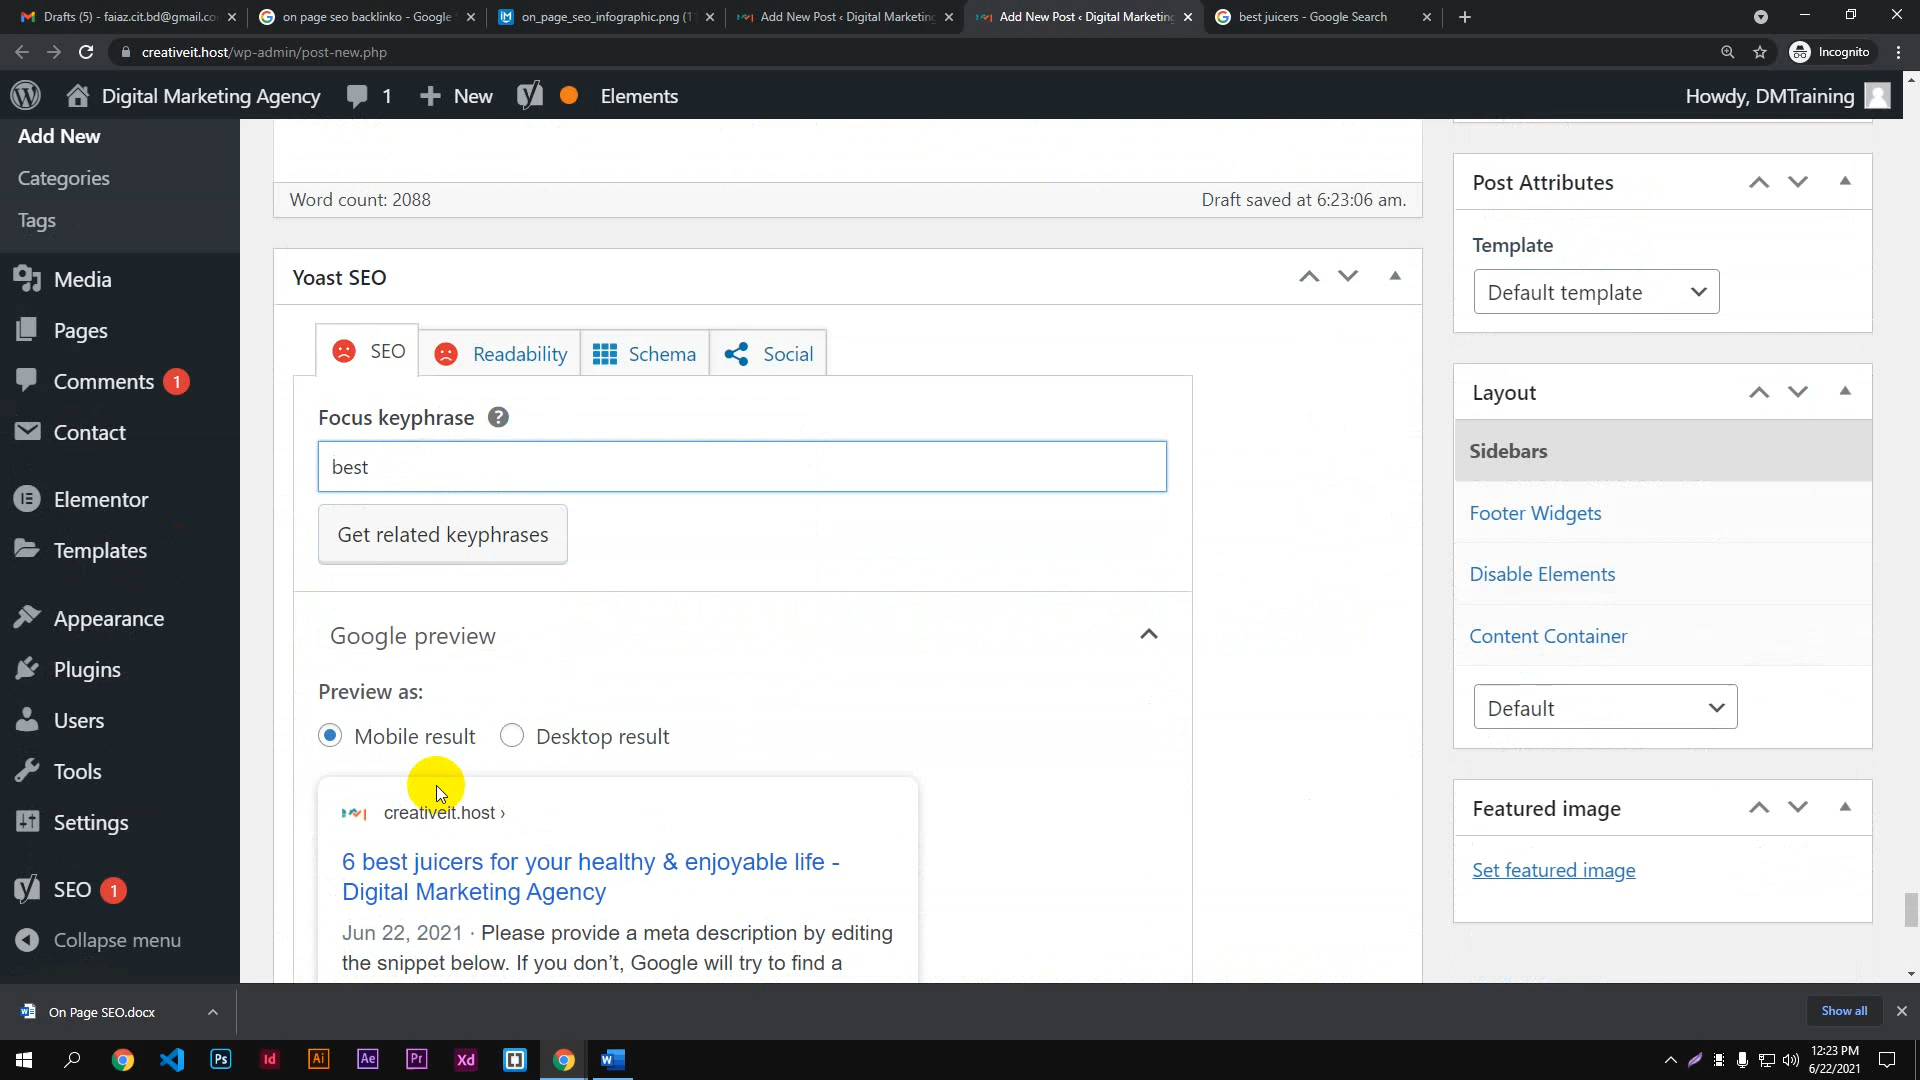 Drafts (5) - faiaz.cit.bd@gmail.co
on page seo backlinko - Google
on_page_seo_infographic.png (1
Add New Post ‹ Digital Marketing
Add New Post ‹ Digital Marketing
best juicers - Google Search
creativeit.host/wp-admin/post-new.php
Incognito
Digital Marketing Agency
1
New
Elements
Howdy, DMTraining
Add New
Categories
Tags
Media
Pages
Comments 1
Contact
Elementor
Templates
Appearance
Plugins
Users
Tools
Settings
SEO 1
Collapse menu
Word count: 2088
Draft saved at 6:23:06 am.
Yoast SEO
SEO
Readability
Schema
Social
Focus keyphrase ?
best
Get related keyphrases
Google preview
Preview as:
Mobile result
Desktop result
creativeit.host ›
6 best juicers for your healthy & enjoyable life -
Digital Marketing Agency
Jun 22, 2021 · Please provide a meta description by editing
the snippet below. If you don’t, Google will try to find a
Post Attributes
Template
Default template
Layout
Sidebars
Footer Widgets
Disable Elements
Content Container
Default
Featured image
Set featured image
On Page SEO.docx
Show all
Ps
Id
Ai
Ae
Pr
Xd
12:23 PM
6/22/2021